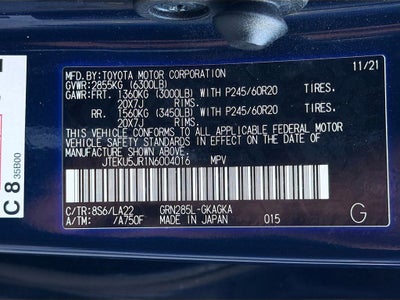 MFD.BY:TOYOTA MOTOR CORPORATION 11/21
GVWR:2855KG (6300LB)
GAWR:FRT. 1360KG (3000LB) WITH P245/60R20 TIRES.
20X7J RIMS.
RR. 1560KG (3450LB) WITH P245/60R20 TIRES.
20X7J RIMS.
THIS VEHICLE CONFORMS TO ALL APPLICABLE FEDERAL MOTOR
VEHICLE SAFETY STANDARDS IN EFFECT ON THE DATE OF
MANUFACTURE SHOWN ABOVE.
JTEKU5JR1N6004016 MPV
C/TR:8S6/LA22 GRN285L-GKAGKA
A/TM: /A750F MADE IN JAPAN 015 G
C 8
35B00